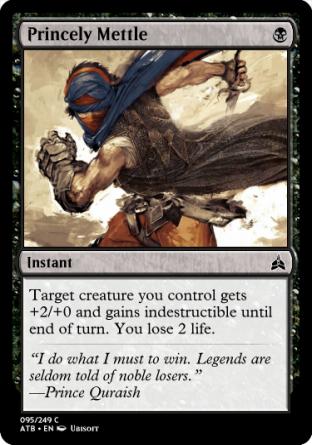 Princely Mettle
Instant
Target creature you control gets
+2/+0 and gains indestructible until
end of turn. You lose 2 life.
“I do what I must to win. Legends are
seldom told of noble losers.”
—Prince Quraish
095/249 C
ATB • EN Ubisoft